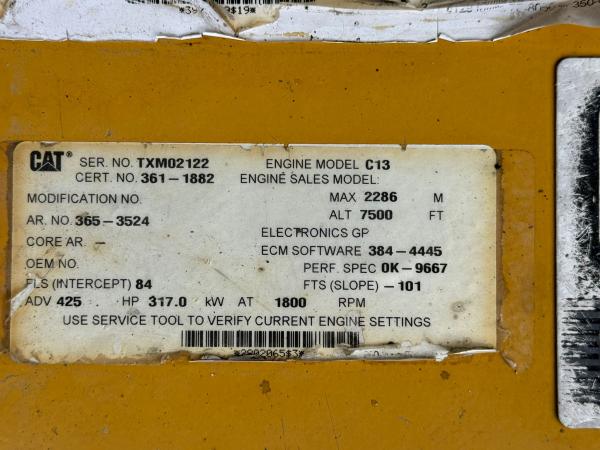 CAT® SER. NO. TXM02122 ENGINE MODEL C13
CERT. NO. 361-1882 ENGINE SALES MODEL:
MODIFICATION NO. MAX 2286 M
AR. NO. 365-3524 ALT 7500 FT
ELECTRONICS GP
CORE AR. - ECM SOFTWARE 384-4445
OEM NO. PERF. SPEC 0K-9667
FLS (INTERCEPT) 84 FTS (SLOPE) -101
ADV 425 HP 317.0 kW AT 1800 RPM
USE SERVICE TOOL TO VERIFY CURRENT ENGINE SETTINGS
*2902065$3*